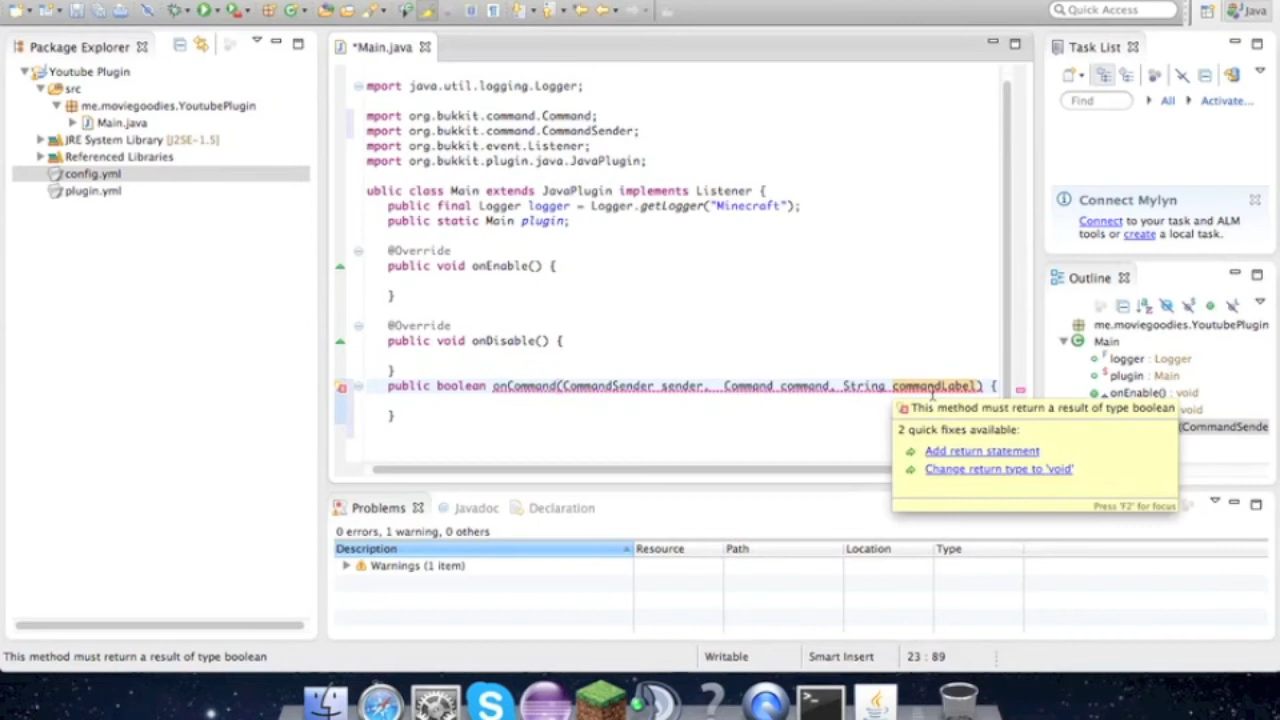 Quick Access
Java
Package Explorer
*Main.java
Task List
Youtube Plugin
src
me.moviegoodies.YoutubePlugin
Main.java
JRE System Library [J2SE-1.5]
Referenced Libraries
config.yml
plugin.yml
import java.util.logging.Logger;
import org.bukkit.command.Command;
import org.bukkit.command.CommandSender;
import org.bukkit.event.Listener;
import org.bukkit.plugin.java.JavaPlugin;
ublic class Main extends JavaPlugin implements Listener {
public final Logger logger = Logger.getLogger("Minecraft");
public static Main plugin;
@Override
public void onEnable() {
}
@Override
public void onDisable() {
}
public boolean onCommand(CommandSender sender, Command command, String commandLabel) {
}
This method must return a result of type boolean
2 quick fixes available:
Add return statement
Change return type to 'void'
Press 'F2' for focus
Find
All
Activate...
Connect Mylyn
Connect to your task and ALM
tools or create a local task.
Outline
me.moviegoodies.YoutubePlugin
Main
logger : Logger
plugin : Main
onEnable() : void
void
(CommandSende
Problems
Javadoc
Declaration
0 errors, 1 warning, 0 others
Description
Resource
Path
Location
Type
Warnings (1 item)
This method must return a result of type boolean
Writable
Smart Insert
23 : 89